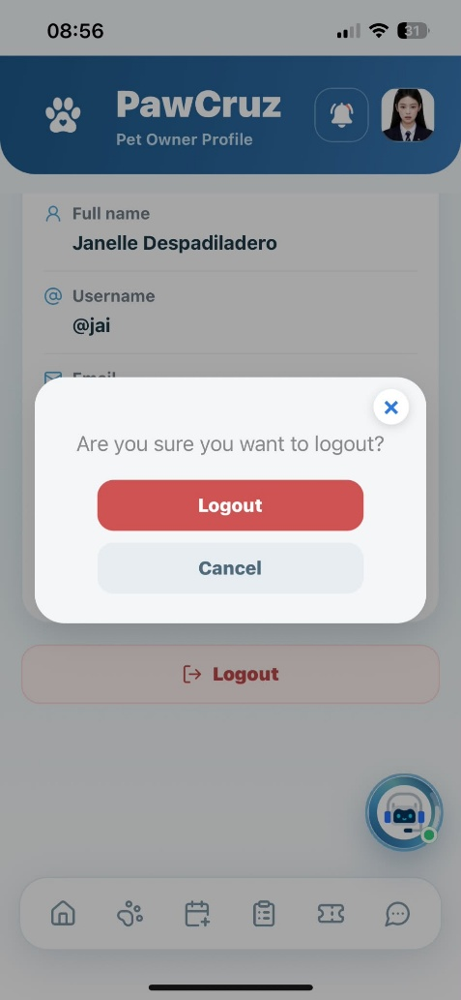 08:56
31
PawCruz
Pet Owner Profile
Full name
Janelle Despadiladero
Username
@jai
Email
Are you sure you want to logout?
Logout
Cancel
Logout